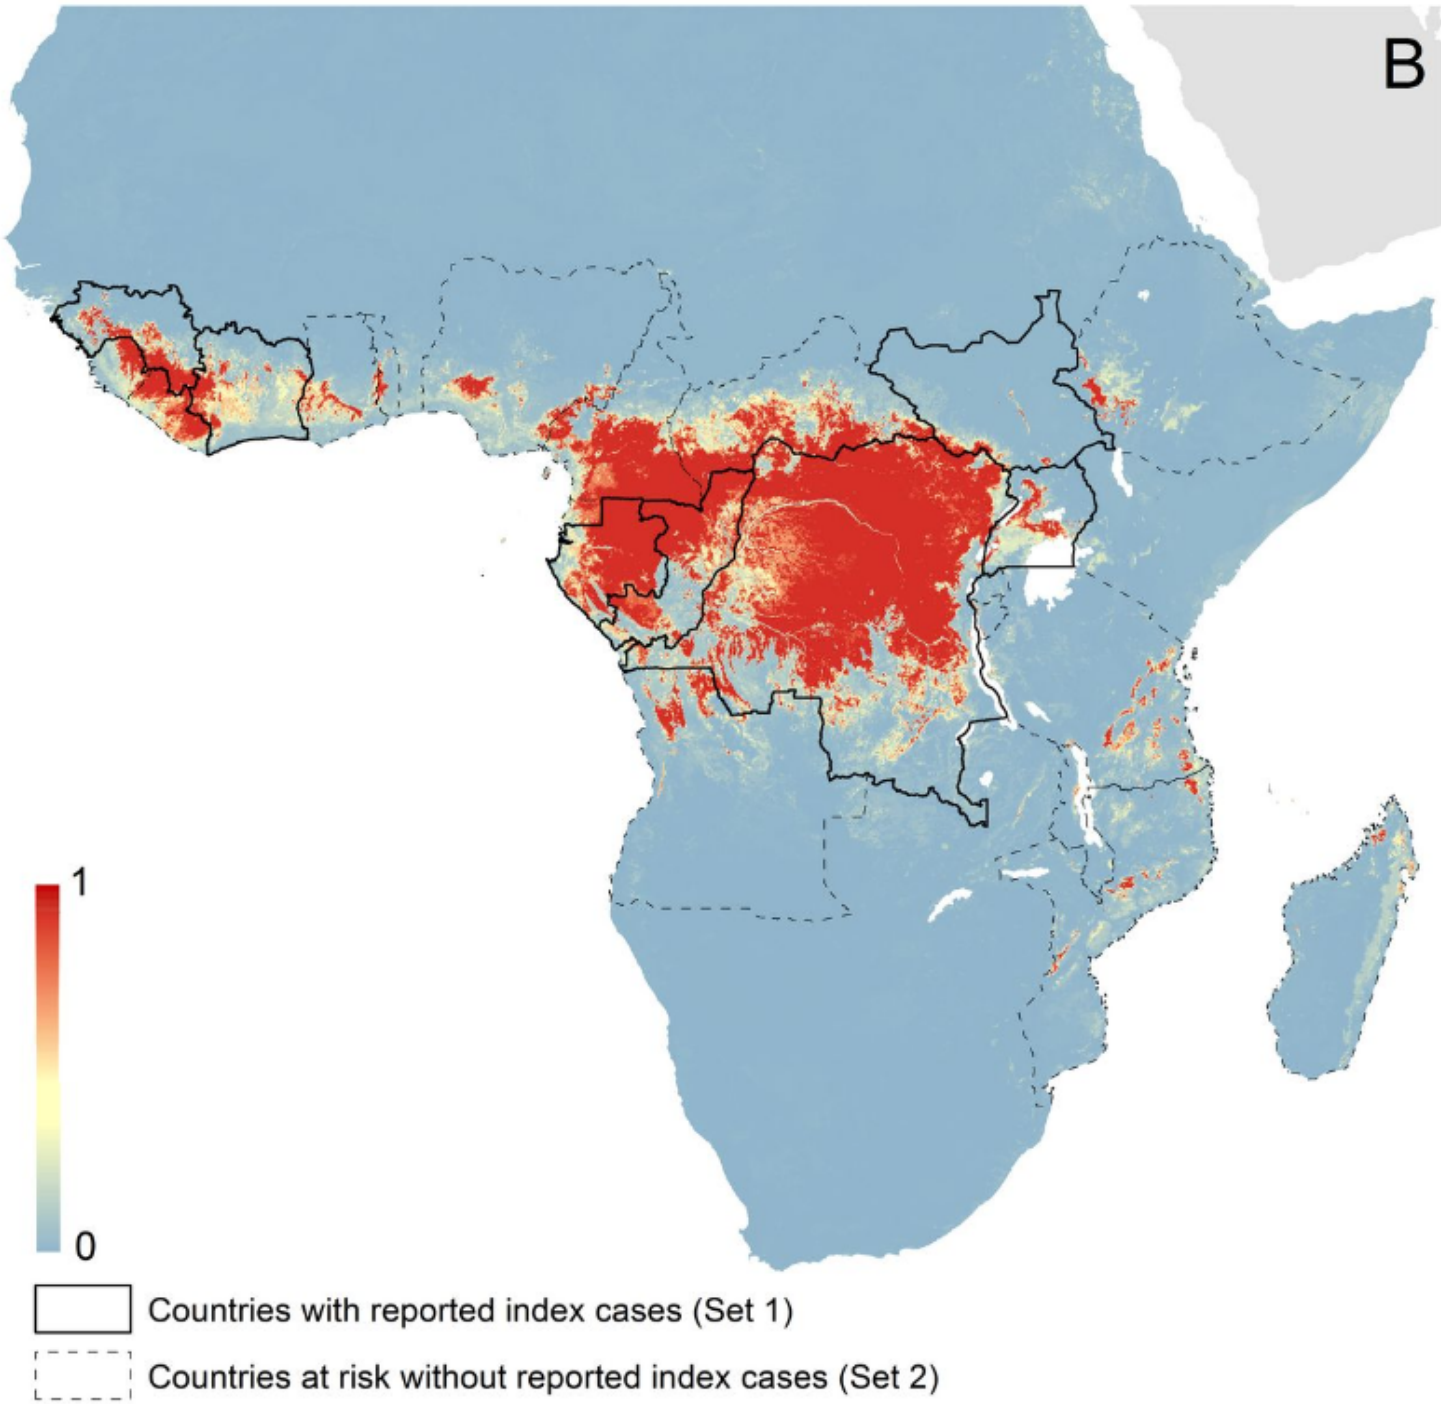 B
1
0
Countries with reported index cases (Set 1)
Countries at risk without reported index cases (Set 2)